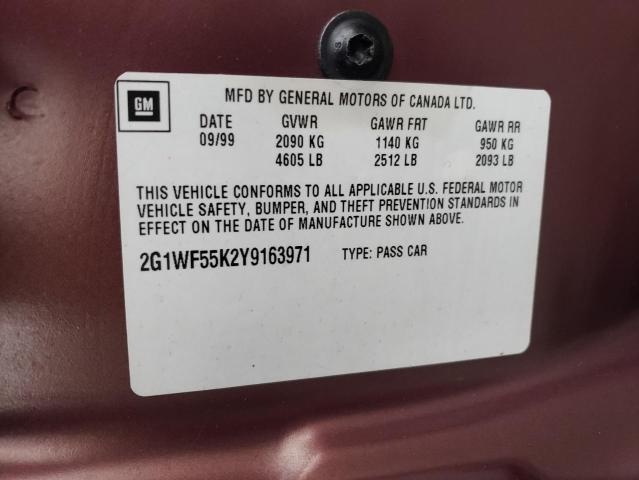 GM
MFD BY GENERAL MOTORS OF CANADA LTD.
DATE GVWR GAWR FRT GAWR RR
09/99 2090 KG 1140 KG 950 KG
4605 LB 2512 LB 2093 LB
THIS VEHICLE CONFORMS TO ALL APPLICABLE U.S. FEDERAL MOTOR
VEHICLE SAFETY, BUMPER, AND THEFT PREVENTION STANDARDS IN
EFFECT ON THE DATE OF MANUFACTURE SHOWN ABOVE.
2G1WF55K2Y9163971 TYPE: PASS CAR